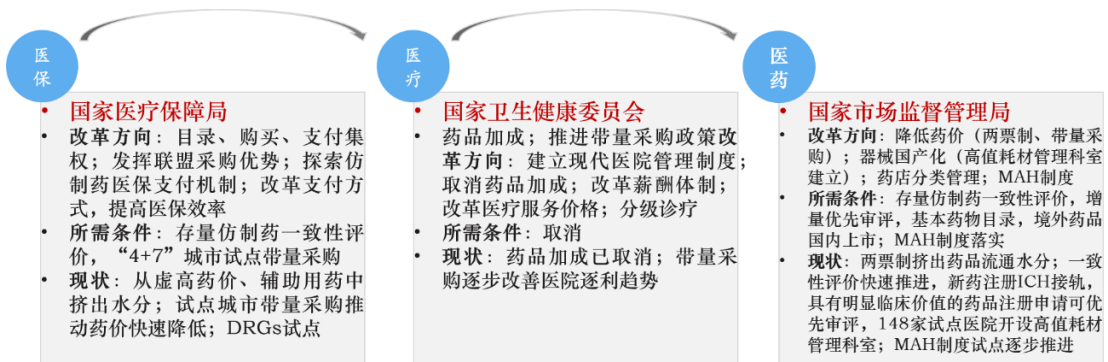 医
保
• 国家医疗保障局
• 改革方向：目录、购买、支付集
权；发挥联盟采购优势；探索仿
制药医保支付机制；改革支付方
式，提高医保效率
• 所需条件：存量仿制药一致性评
价，“4+7”城市试点带量采购
• 现状：从虚高药价、辅助用药中
挤出水分；试点城市带量采购推
动药价快速降低；DRGs试点
医
疗
• 国家卫生健康委员会
• 药品加成；推进带量采购政策改
革方向：建立现代医院管理制度；
取消药品加成；改革薪酬体制；
改革医疗服务价格；分级诊疗
• 所需条件：取消
• 现状：药品加成已取消；带量采
购逐步改善医院逐利趋势
医
药
• 国家市场监督管理局
• 改革方向：降低药价（两票制、带量采
购）；器械国产化（高值耗材管理科室
建立）；药店分类管理；MAH制度
• 所需条件：存量仿制药一致性评价，增
量优先审评，基本药物目录，境外药品
国内上市；MAH制度落实
• 现状：两票制挤出药品流通水分；一致
性评价快速推进，新药注册ICH接轨，
具有明显临床价值的药品注册申请可优
先审评，148家试点医院开设高值耗材
管理科室；MAH制度试点逐步推进